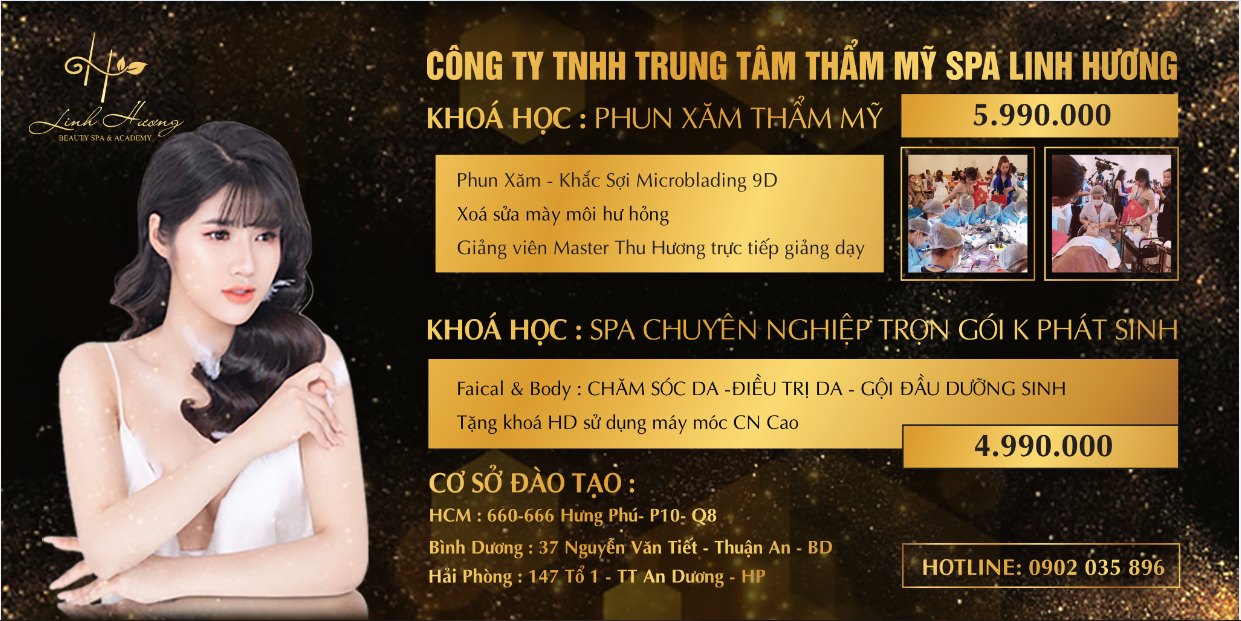 Linh Hương
BEAUTY SPA & ACADEMY
CÔNG TY TNHH TRUNG TÂM THẨM MỸ SPA LINH HƯƠNG
KHOÁ HỌC : PHUN XĂM THẨM MỸ
5.990.000
Phun Xăm - Khắc Sợi Microblading 9D
Xoá sửa mày môi hư hỏng
Giảng viên Master Thu Hương trực tiếp giảng dạy
KHOÁ HỌC : SPA CHUYÊN NGHIỆP TRỌN GÓI K PHÁT SINH
Faical & Body : CHĂM SÓC DA -ĐIỀU TRỊ DA - GỘI ĐẦU DƯỠNG SINH
Tặng khoá HD sử dụng máy móc CN Cao
4.990.000
CƠ SỞ ĐÀO TẠO :
HCM : 660-666 Hưng Phú- P10- Q8
Bình Dương : 37 Nguyễn Văn Tiết - Thuận An - BD
Hải Phòng : 147 Tổ 1 - TT An Dương - HP
HOTLINE: 0902 035 896